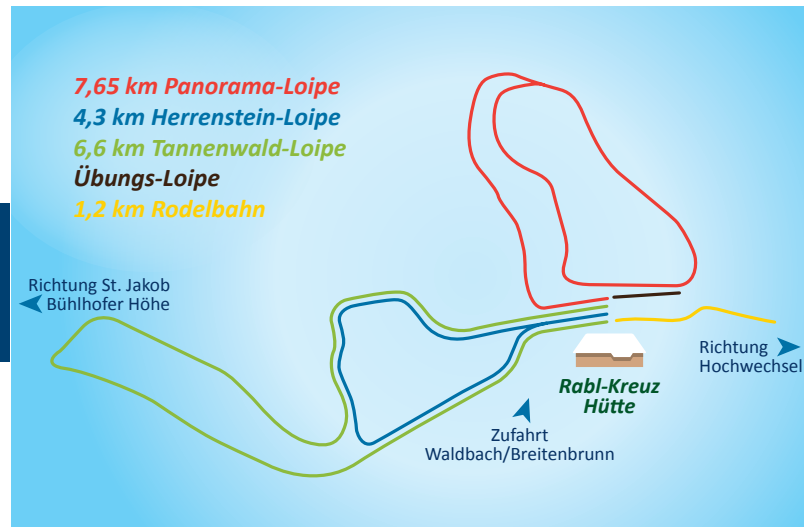 7,65 km Panorama-Loipe
4,3 km Herrenstein-Loipe
6,6 km Tannenwald-Loipe
Übungs-Loipe
1,2 km Rodelbahn
Richtung St. Jakob
Bühlhofer Höhe
Richtung
Hochwechsel
Rabl-Kreuz
Hütte
Zufahrt
Waldbach/Breitenbrunn